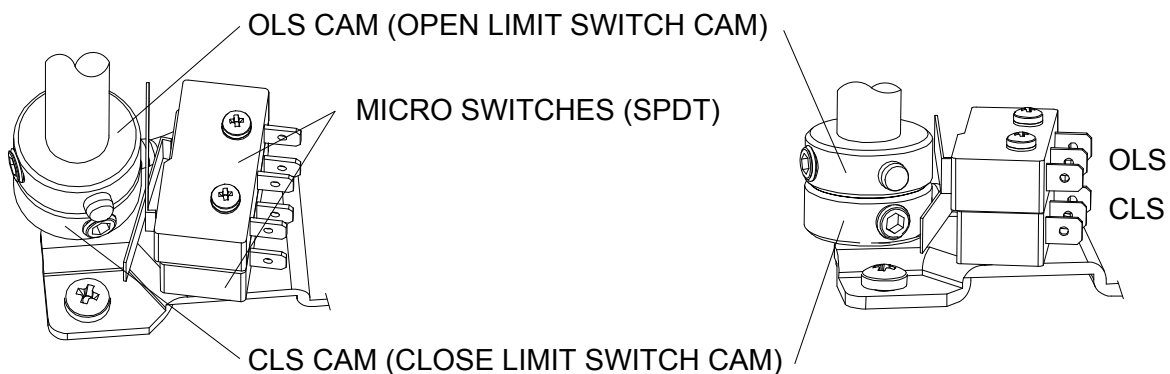 OLS CAM (OPEN LIMIT SWITCH CAM)
MICRO SWITCHES (SPDT)
OLS
CLS
CLS CAM (CLOSE LIMIT SWITCH CAM)